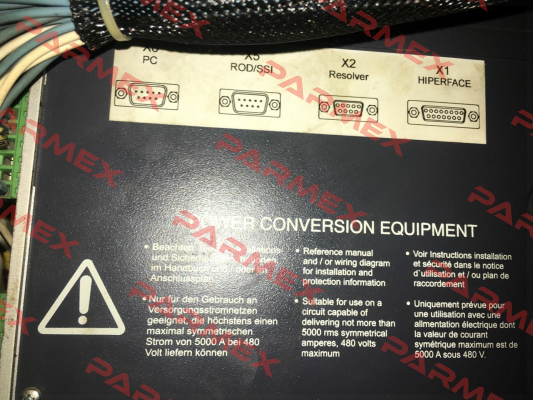 X6
PC
X5
ROD/SSI
X2
Resolver
X1
HIPERFACE
POWER CONVERSION EQUIPMENT
• Beachten
und Sicherheits
im Handbuch und / oder im
Anschlussplan
• Nur für den Gebrauch an
Versorgungsstromnetzen
geeignet, die höchstens einen
maximal symmetrischen
Strom von 5000 A bei 480
Volt liefern können
• Reference manual
and / or wiring diagram
for installation and
protection information
• Suitable for use on a
circuit capable of
delivering not more than
5000 rms symmetrical
amperes, 480 volts
maximum
• Voir Instructions installation
et sécurité dans le notice
d'utilisation et / ou plan de
raccordement
• Uniquement prévue pour
une utilisation avec une
alimentation électrique dont
la valeur de courant
symétrique maximum est de
5000 A sous 480 V.
PARMEX
PARMEX
PARMEX
PARMEX
PARMEX
PARMEX
PARMEX
PARMEX